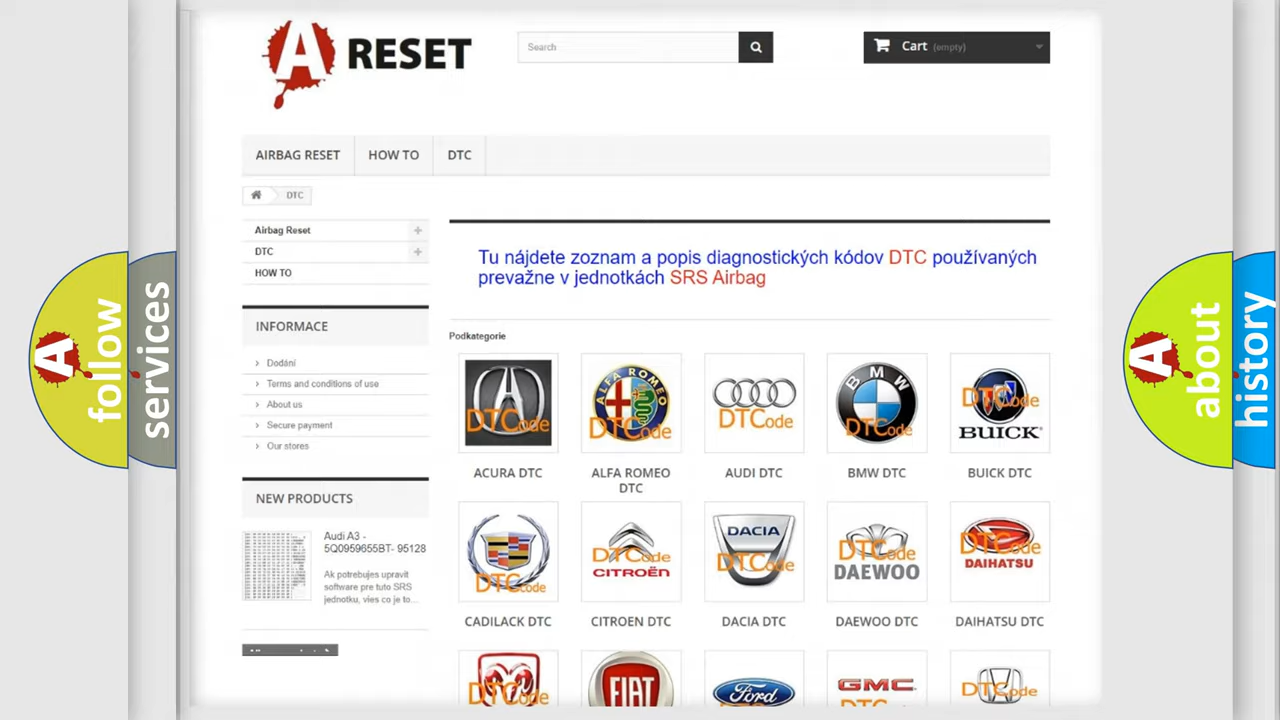 A RESET
Search
Cart (empty)
AIRBAG RESET
HOW TO
DTC
DTC
Airbag Reset
DTC
HOW TO
INFORMACE
Dodání
Terms and conditions of use
About us
Secure payment
Our stores
NEW PRODUCTS
Audi A3 -
5Q0959655BT- 95128
Ak potrebujes upravit
software pre tuto SRS
jednotku, vies co je to...
Tu nájdete zoznam a popis diagnostických kódov DTC používaných
prevažne v jednotkách SRS Airbag
Podkategorie
DTCode
ALFA ROMEO
DTCode
DTCode
BMW
DTCode
DTCode
BUICK
ACURA DTC
ALFA ROMEO
DTC
AUDI DTC
BMW DTC
BUICK DTC
DTCode
DTCode
CITROËN
DACIA
DTCode
DTCode
DAEWOO
DTCode
DAIHATSU
CADILACK DTC
CITROEN DTC
DACIA DTC
DAEWOO DTC
DAIHATSU DTC
DTCode
FIAT
Ford
GMC
DTCode
A follow
services
A about
history